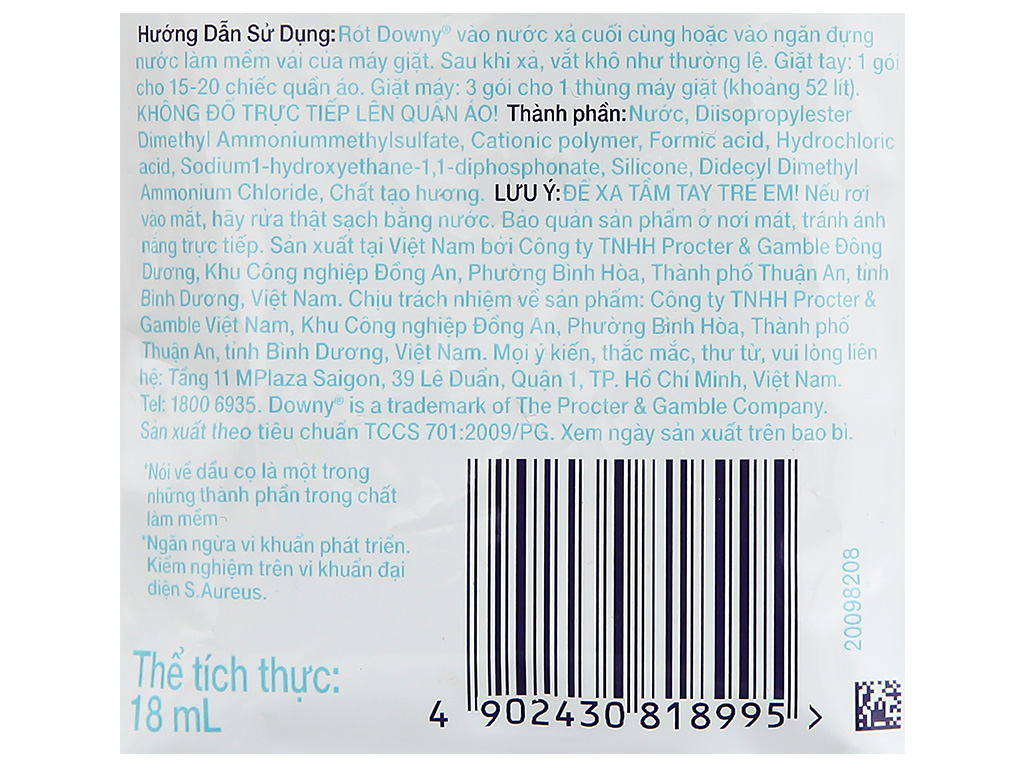 Hướng Dẫn Sử Dụng:Rót Downy® vào nước xả cuối cùng hoặc vào ngăn đựng
nước làm mềm vải của máy giặt. Sau khi xả, vắt khô như thường lệ. Giặt tay: 1 gói
cho 15-20 chiếc quần áo. Giặt máy: 3 gói cho 1 thùng máy giặt (khoảng 52 lít).
KHÔNG ĐỔ TRỰC TIẾP LÊN QUẦN ÁO! Thành phần:Nước, Diisopropylester
Dimethyl Ammoniummethylsulfate, Cationic polymer, Formic acid, Hydrochloric
acid, Sodium1-hydroxyethane-1,1-diphosphonate, Silicone, Didecyl Dimethyl
Ammonium Chloride, Chất tạo hương. LƯU Ý:ĐỂ XA TẦM TAY TRẺ EM! Nếu rơi
vào mắt, hãy rửa thật sạch bằng nước. Bảo quản sản phẩm ở nơi mát, tránh ánh
nắng trực tiếp. Sản xuất tại Việt Nam bởi Công ty TNHH Procter & Gamble Đông
Dương, Khu Công nghiệp Đồng An, Phường Bình Hòa, Thành phố Thuận An, tỉnh
Bình Dương, Việt Nam. Chịu trách nhiệm về sản phẩm: Công ty TNHH Procter &
Gamble Việt Nam, Khu Công nghiệp Đồng An, Phường Bình Hòa, Thành phố
Thuận An, tỉnh Bình Dương, Việt Nam. Mọi ý kiến, thắc mắc, thư từ, vui lòng liên
hệ: Tầng 11 MPlaza Saigon, 39 Lê Duẩn, Quận 1, TP. Hồ Chí Minh, Việt Nam.
Tel: 1800 6935. Downy® is a trademark of The Procter & Gamble Company.
Sản xuất theo tiêu chuẩn TCCS 701:2009/PG. Xem ngày sản xuất trên bao bì.
'Nói về dầu cọ là một trong
những thành phần trong chất
làm mềm
*Ngăn ngừa vi khuẩn phát triển.
Kiểm nghiệm trên vi khuẩn đại
diện S.Aureus.
Thể tích thực:
18 mL
4 902430 818995 >
20098208